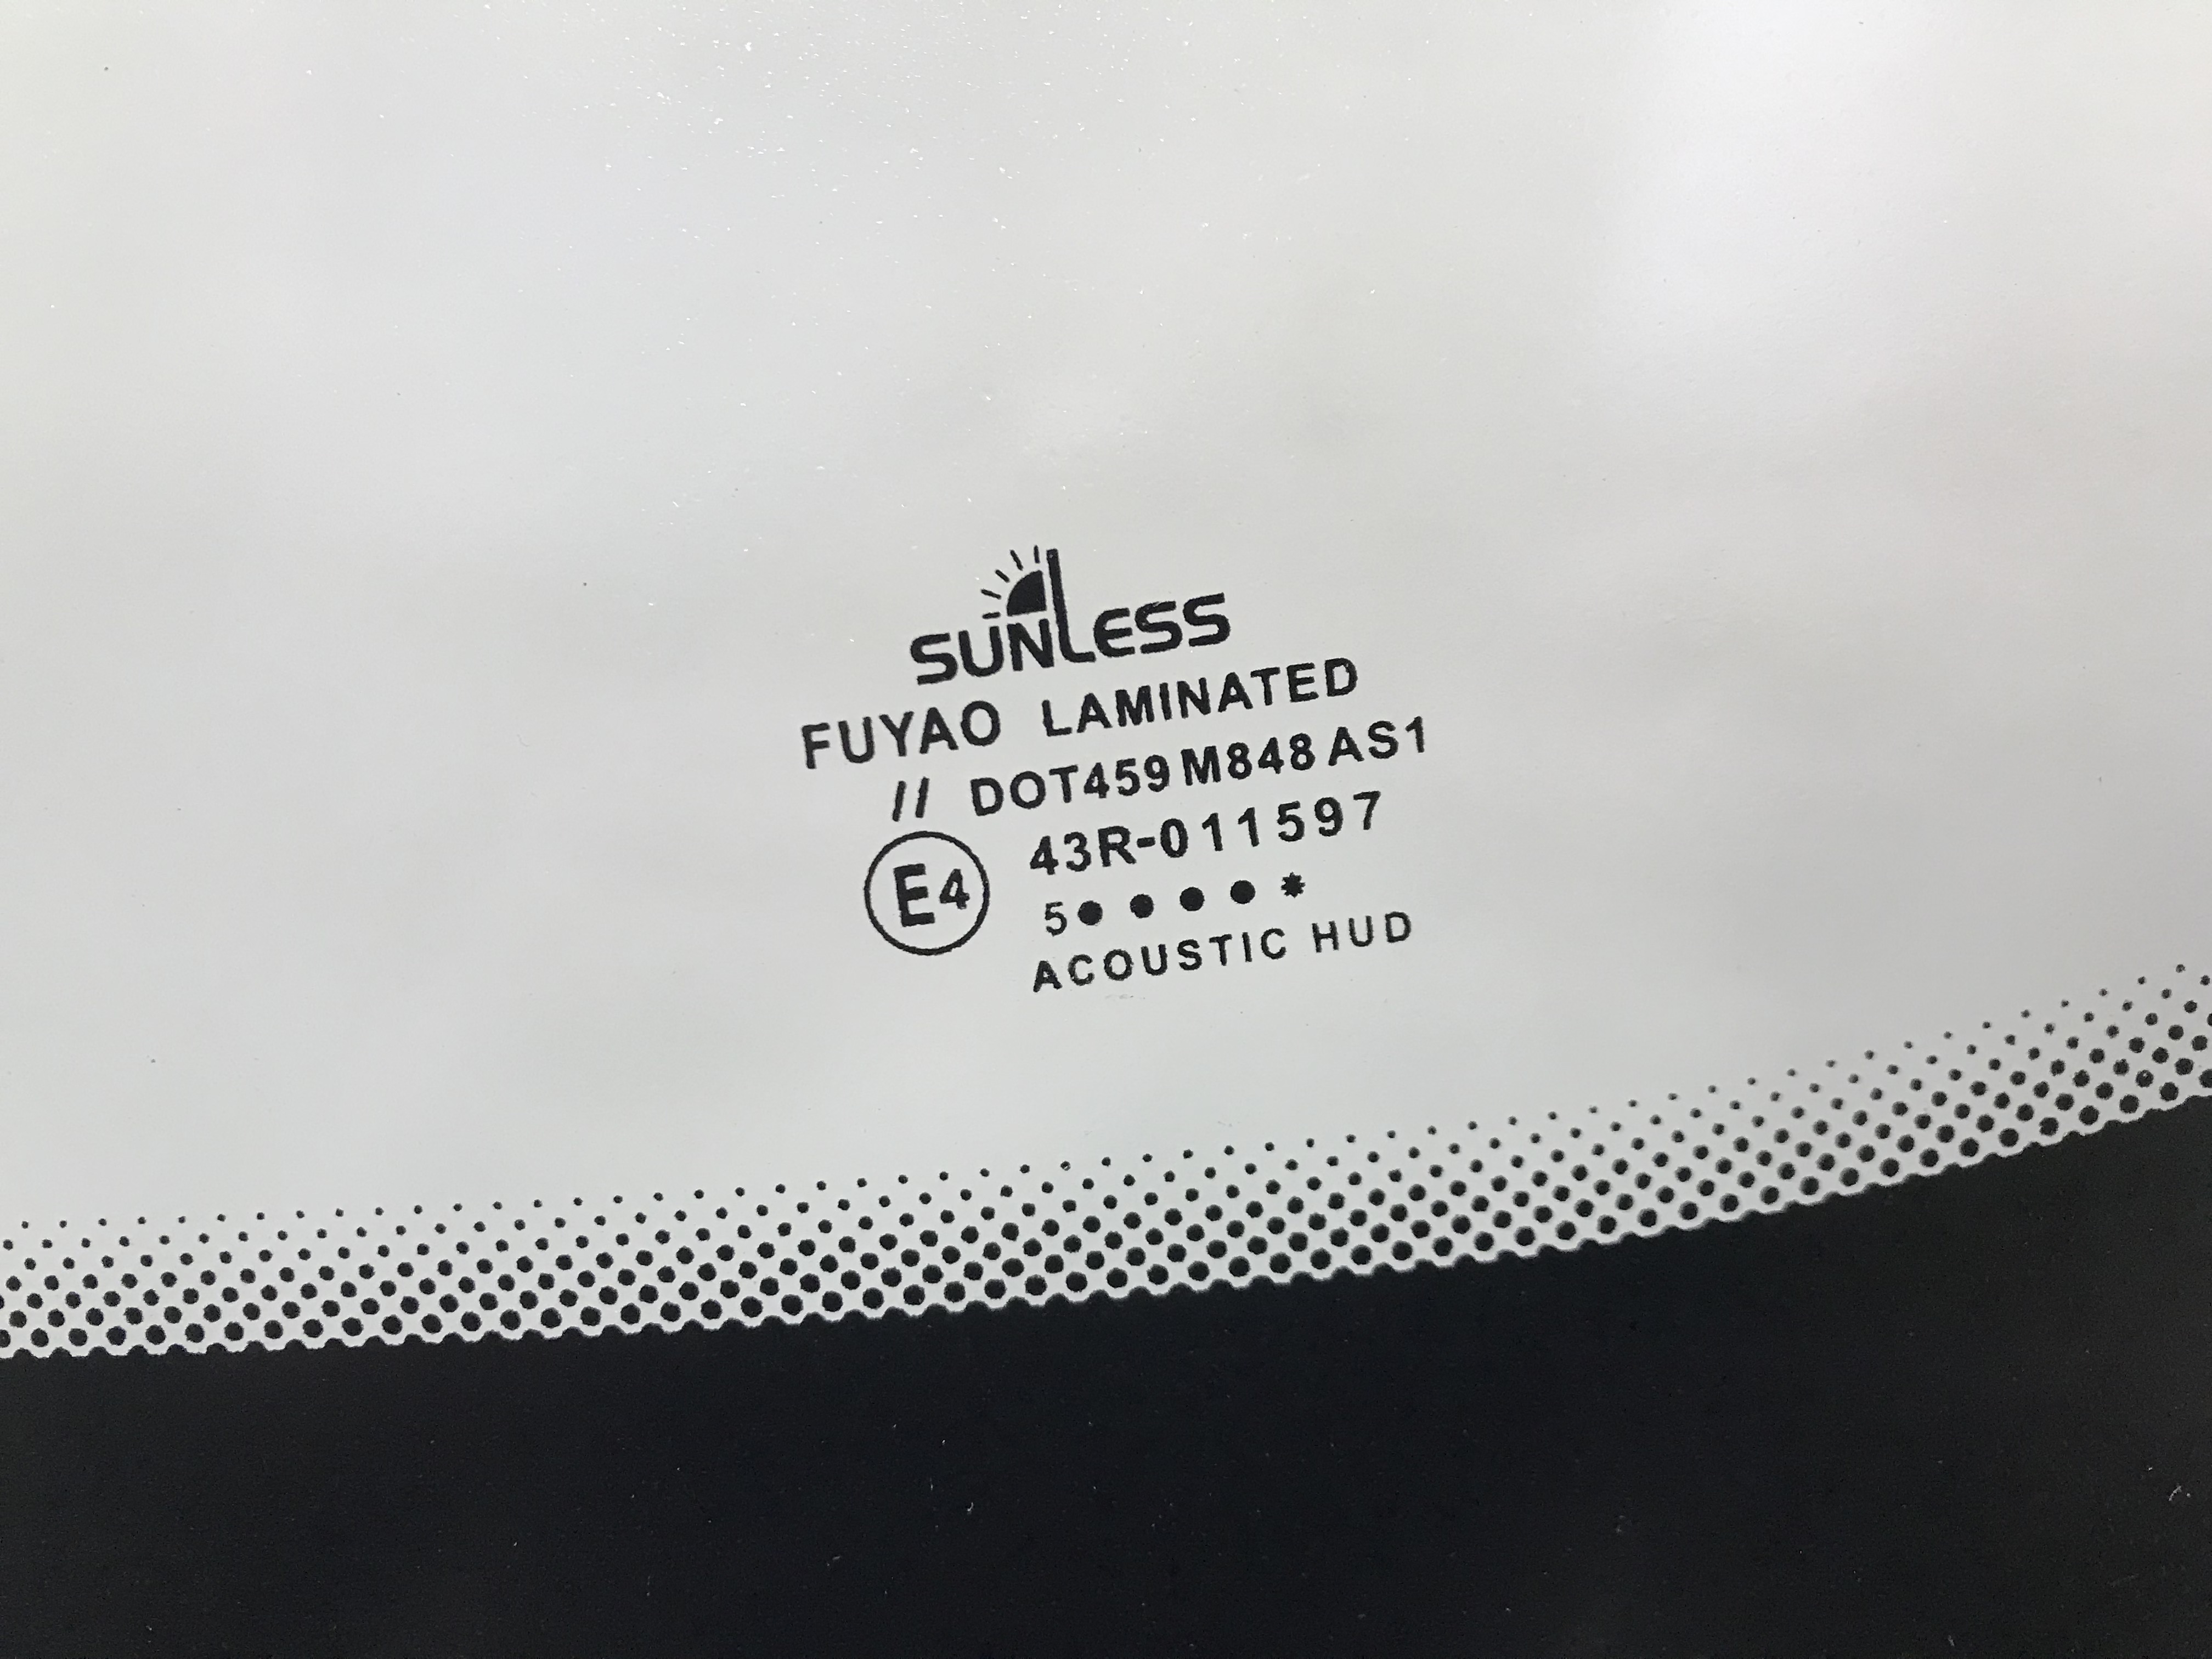 SUNLESS
FUYAO LAMINATED
// DOT459 M848 AS1
E4 43R-011597
5● ● ● ● *
ACOUSTIC HUD